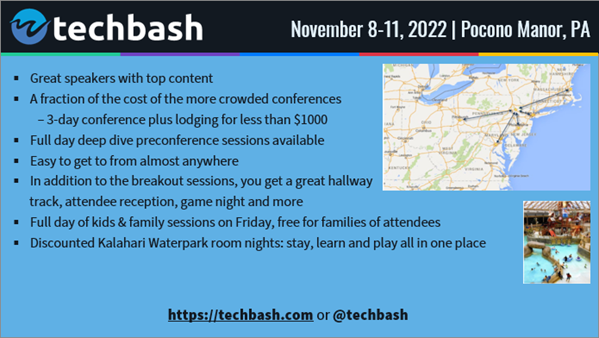 techbash
November 8-11, 2022 | Pocono Manor, PA
Great speakers with top content
A fraction of the cost of the more crowded conferences
– 3-day conference plus lodging for less than $1000
Full day deep dive preconference sessions available
Easy to get to from almost anywhere
In addition to the breakout sessions, you get a great hallway
track, attendee reception, game night and more
Full day of kids & family sessions on Friday, free for families of attendees
Discounted Kalahari Waterpark room nights: stay, learn and play all in one place
https://techbash.com or @techbash